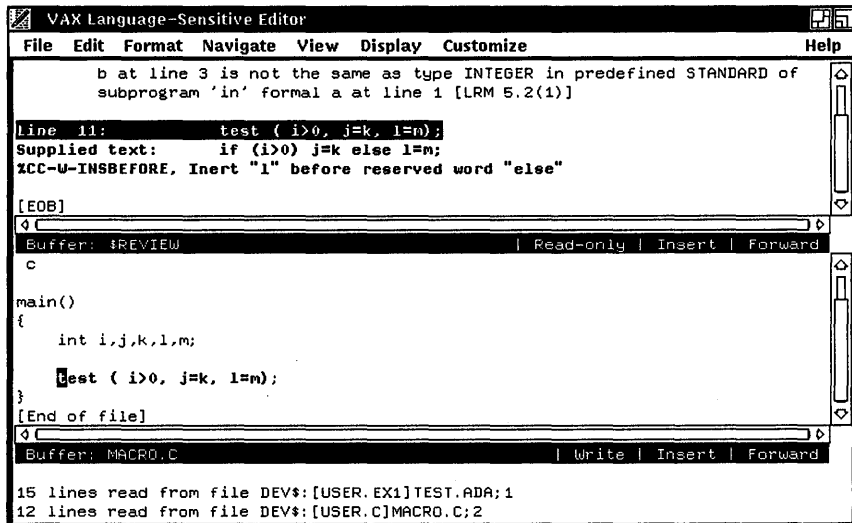 VAX Language-Sensitive Editor
File Edit Format Navigate View Display Customize Help
b at line 3 is not the same as type INTEGER in predefined STANDARD of
subprogram 'in' formal a at line 1 [LRM 5.2(1)]
Line 11: test ( i>0, j=k, l=m);
Supplied text: if (i>0) j=k else l=m;
%CC-W-INSBEFORE, Inert "l" before reserved word "else"
[EOB]
Buffer: $REVIEW | Read-only | Insert | Forward
c
main()
{
int i,j,k,l,m;
test ( i>0, j=k, l=m);
}
[End of file]
Buffer: MACRO.C | Write | Insert | Forward
15 lines read from file DEV$:[USER.EX1]TEST.ADA;1
12 lines read from file DEV$:[USER.C]MACRO.C;2